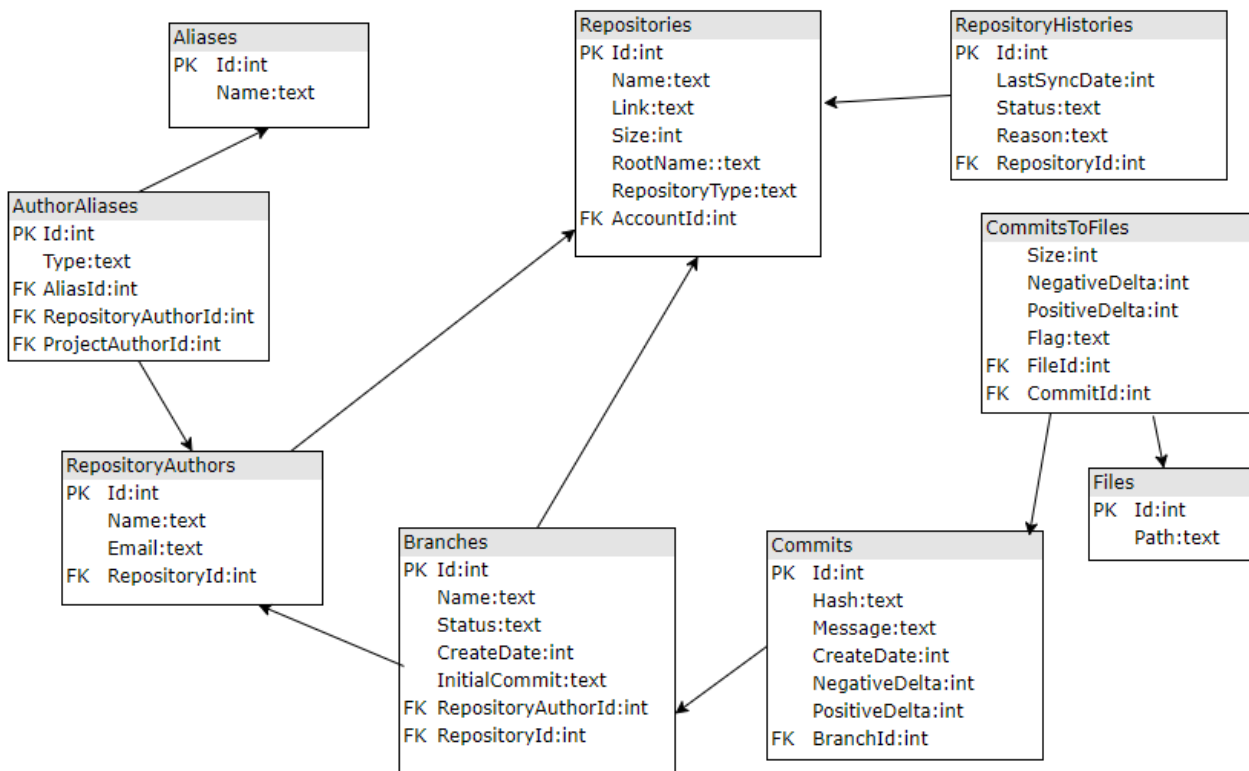 Aliases
PK Id:int
Name:text
Repositories
PK Id:int
Name:text
Link:text
Size:int
RootName::text
RepositoryType:text
FK AccountId:int
RepositoryHistories
PK Id:int
LastSyncDate:int
Status:text
Reason:text
FK RepositoryId:int
AuthorAliases
PK Id:int
Type:text
FK AliasId:int
FK RepositoryAuthorId:int
FK ProjectAuthorId:int
CommitsToFiles
Size:int
NegativeDelta:int
PositiveDelta:int
Flag:text
FK FileId:int
FK CommitId:int
RepositoryAuthors
PK Id:int
Name:text
Email:text
FK RepositoryId:int
Branches
PK Id:int
Name:text
Status:text
CreateDate:int
InitialCommit:text
FK RepositoryAuthorId:int
FK RepositoryId:int
Commits
PK Id:int
Hash:text
Message:text
CreateDate:int
NegativeDelta:int
PositiveDelta:int
FK BranchId:int
Files
PK Id:int
Path:text